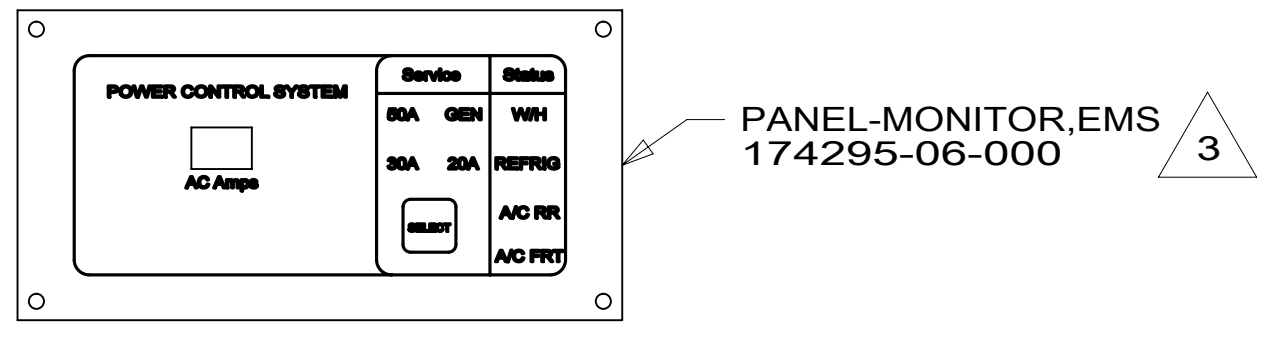 POWER CONTROL SYSTEM
AC Amps
Service
Status
50A GEN
30A 20A
SELECT
W/H
REFRIG
A/C RR
A/C FRT
PANEL-MONITOR,EMS
174295-06-000
3